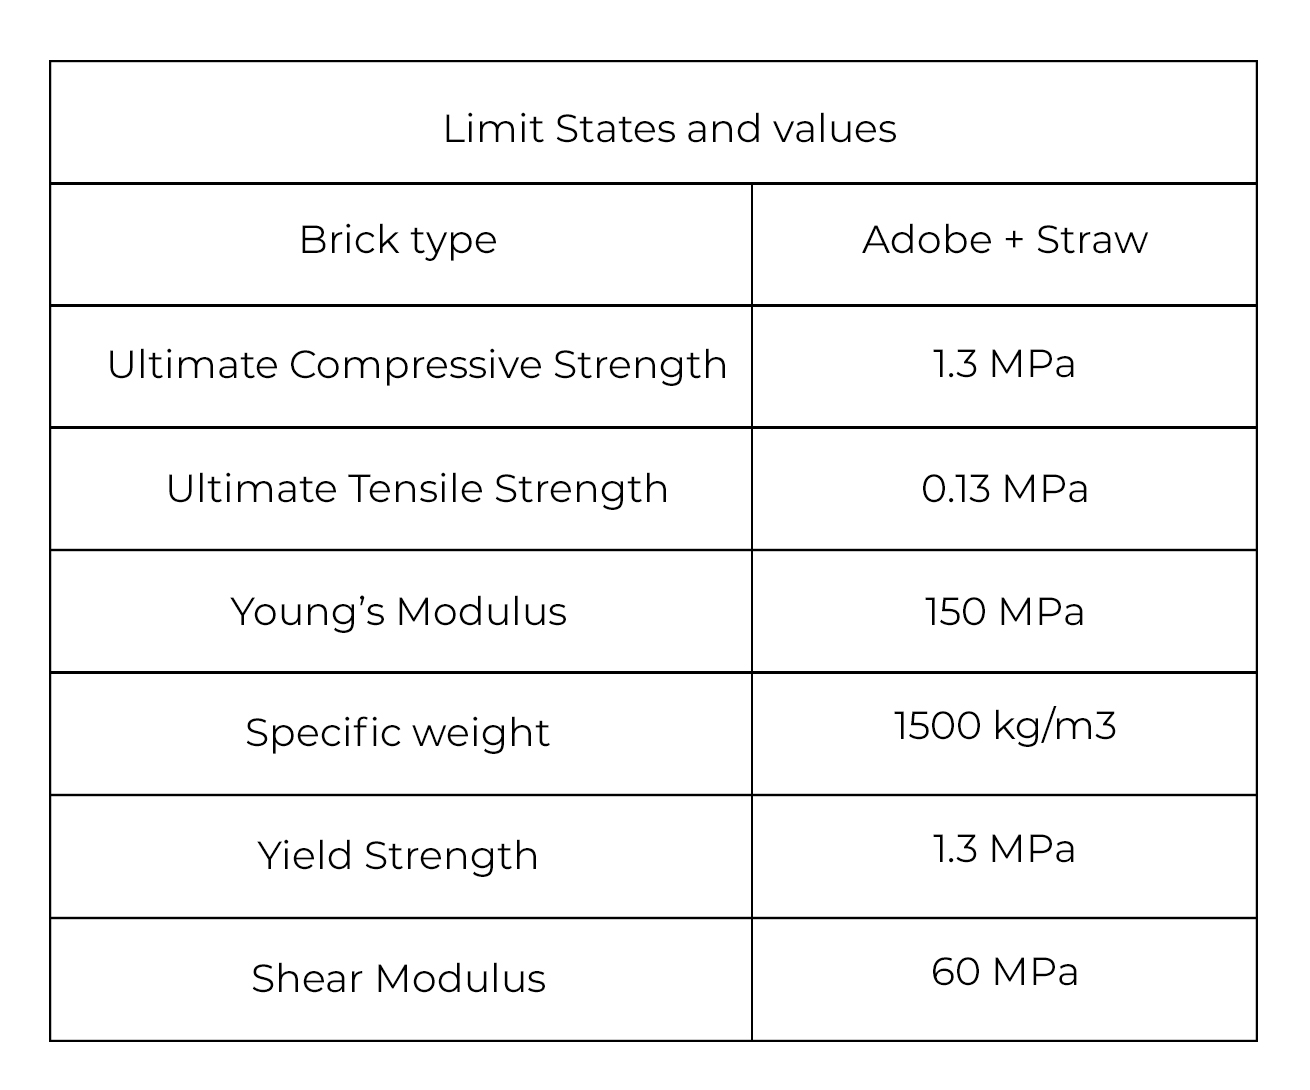 Limit States and values
Brick type Adobe + Straw
Ultimate Compressive Strength 1.3 MPa
Ultimate Tensile Strength 0.13 MPa
Young’s Modulus 150 MPa
Specific weight 1500 kg/m3
Yield Strength 1.3 MPa
Shear Modulus 60 MPa